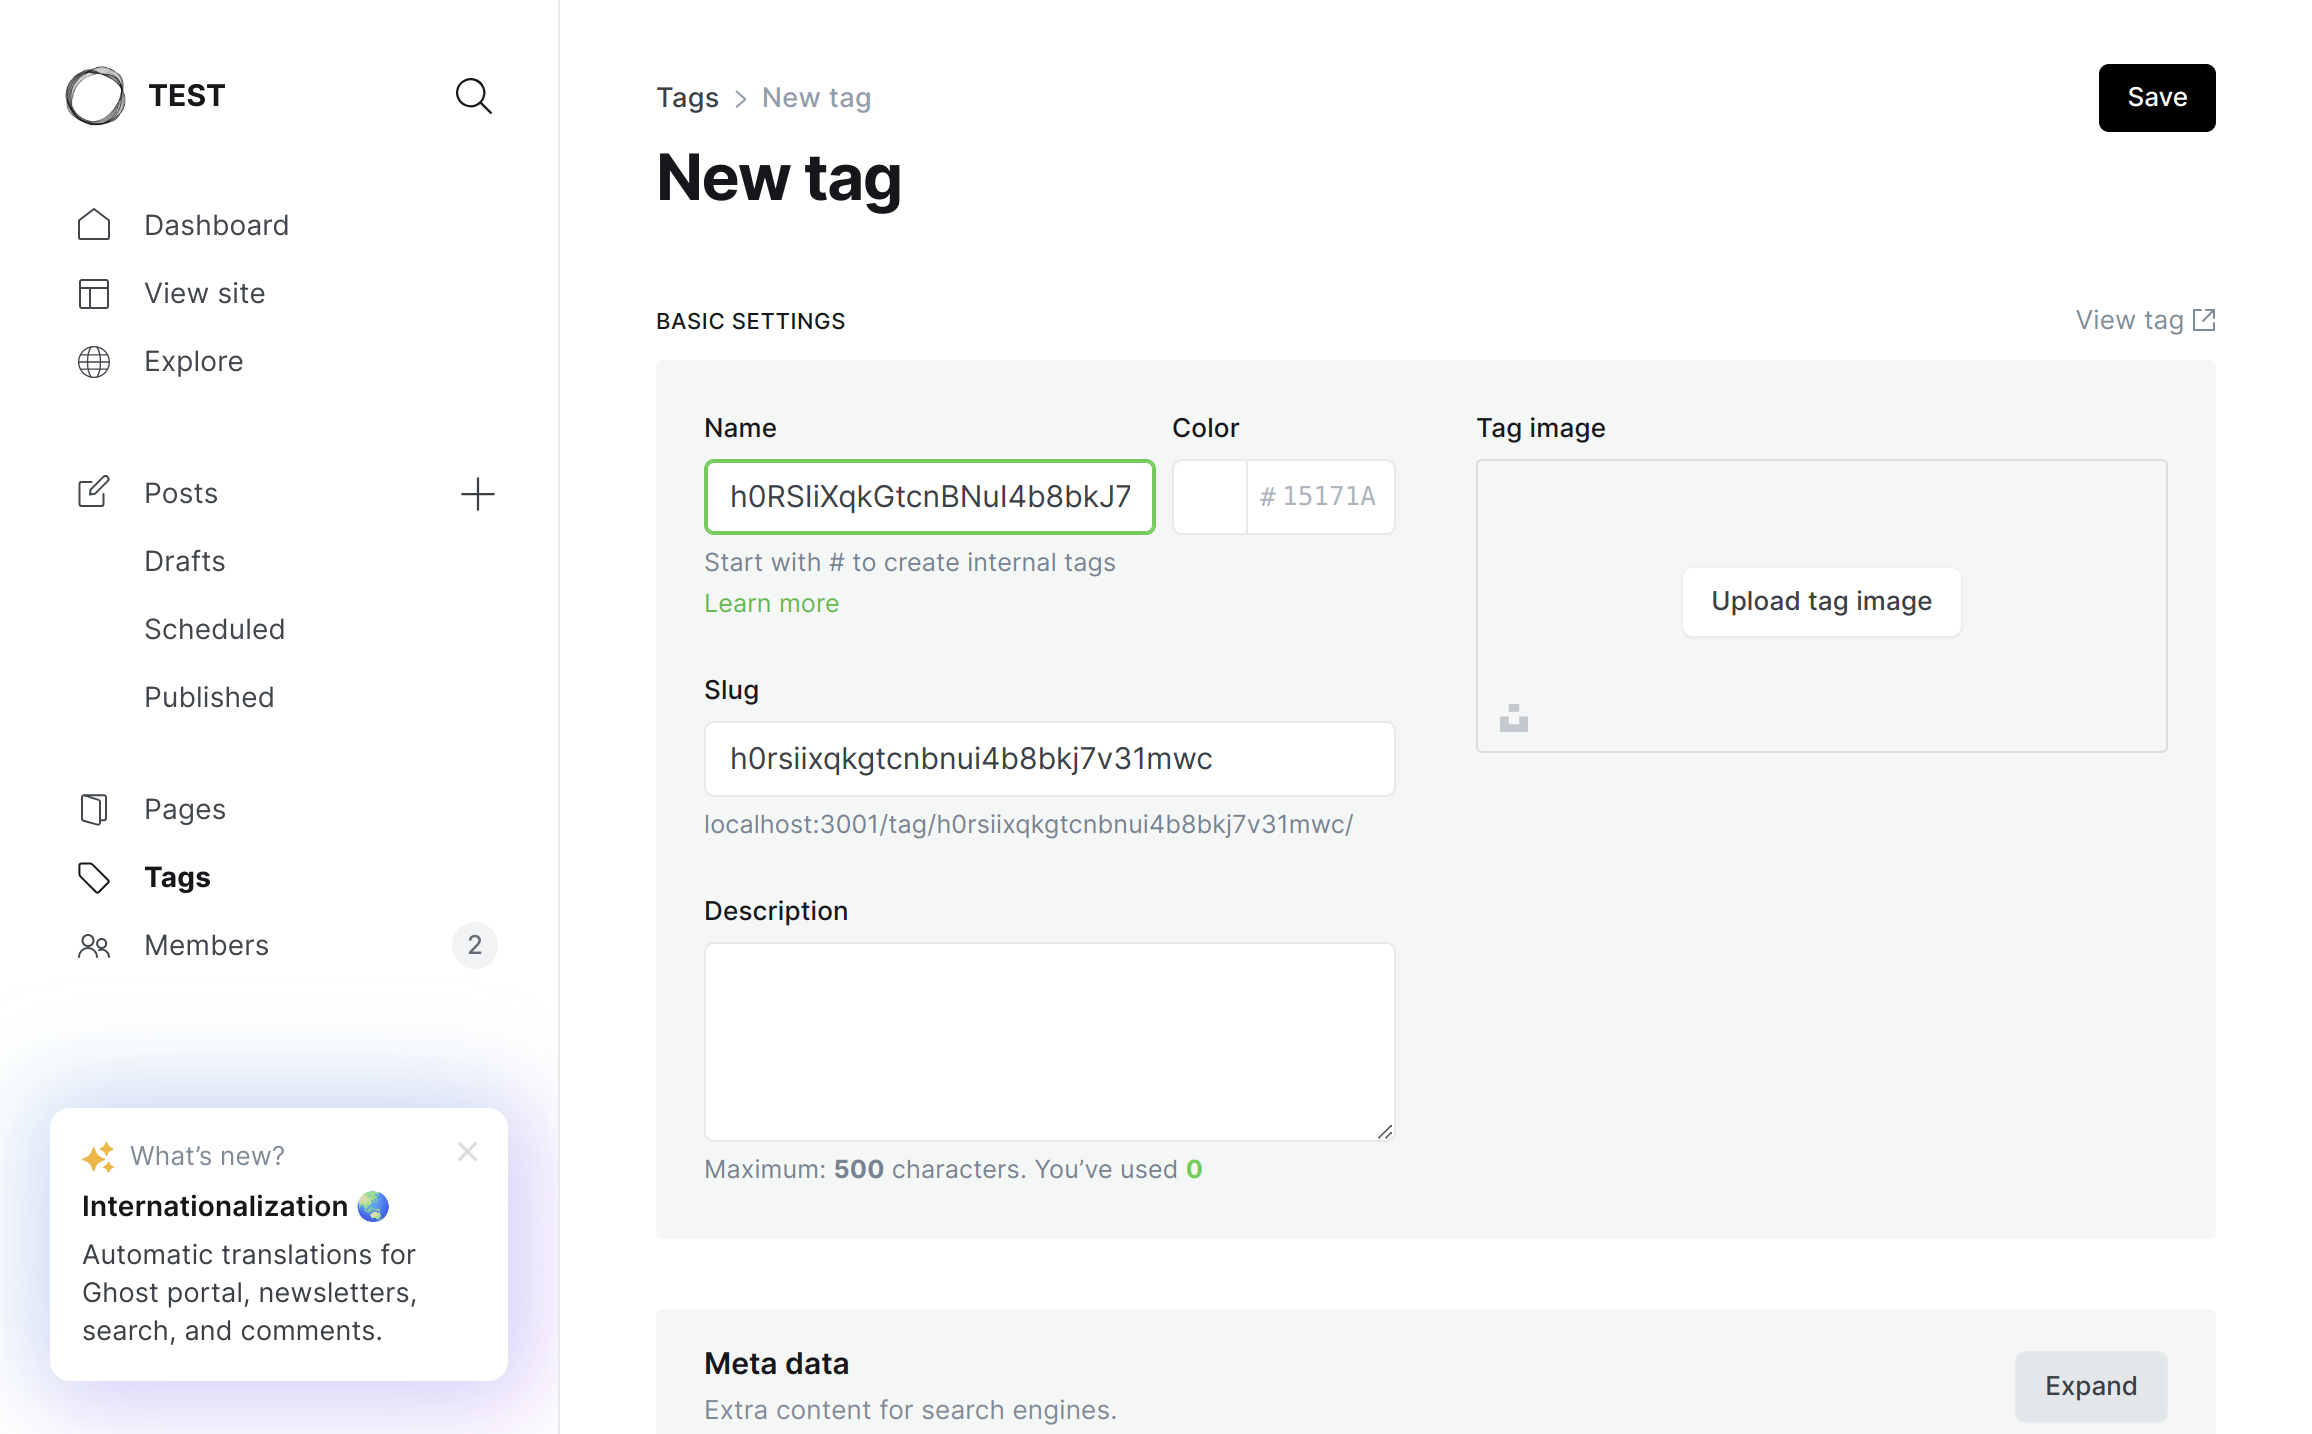 TEST
Dashboard
View site
Explore
Posts
Drafts
Scheduled
Published
Pages
Tags
Members 2
What's new?
Internationalization 🌏
Automatic translations for
Ghost portal, newsletters,
search, and comments.
Tags > New tag
Save
New tag
BASIC SETTINGS
View tag
Name
h0RSIiXqkGtcnBNuI4b8bkJ7
Start with # to create internal tags
Learn more
Color
# 15171A
Tag image
Upload tag image
Slug
h0rsiixqkgtcnbnui4b8bkj7v31mwc
localhost:3001/tag/h0rsiixqkgtcnbnui4b8bkj7v31mwc/
Description
Maximum: 500 characters. You’ve used 0
Meta data
Extra content for search engines.
Expand